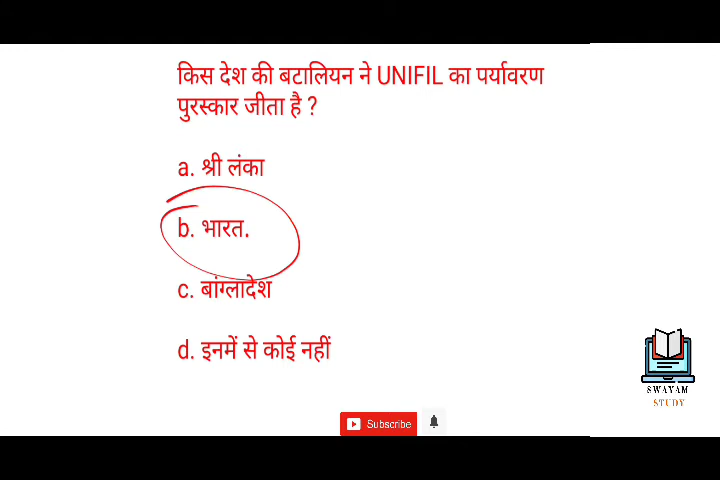 किस देश की बटालियन ने UNIFIL का पर्यावरण
पुरस्कार जीता है ?
a. श्री लंका
b. भारत.
c. बांग्लादेश
d. इनमें से कोई नहीं
SWAYAM
STUDY
Subscribe